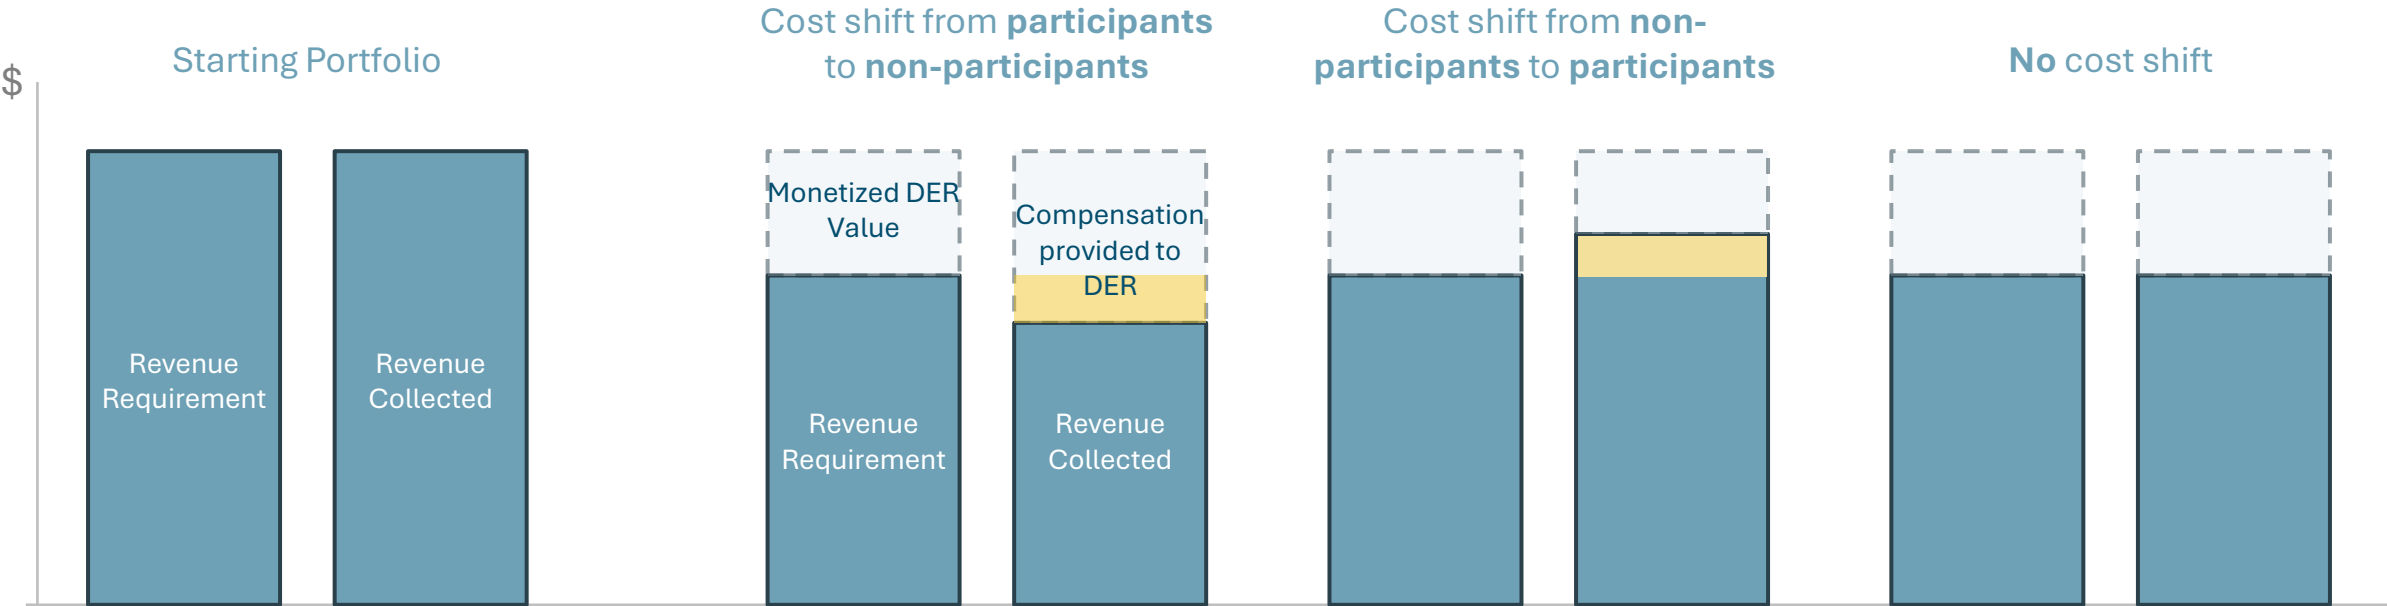 $
Starting Portfolio
Revenue
Requirement
Revenue
Collected
Cost shift from participants
to non-participants
Monetized DER
Value
Revenue
Requirement
Compensation
provided to
DER
Revenue
Collected
Cost shift from non-
participants to participants
No cost shift